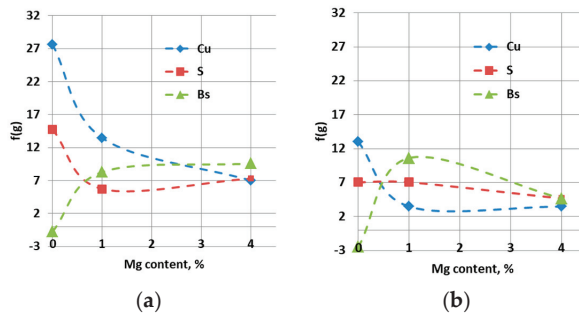 32
27
22
17
12
7
2
-3
f(g)
Cu
S
Bs
0 1 2 3 4
Mg content, %
(a)
32
27
22
17
12
7
2
-3
f(g)
Cu
S
Bs
0 1 2 3 4
Mg content, %
(b)